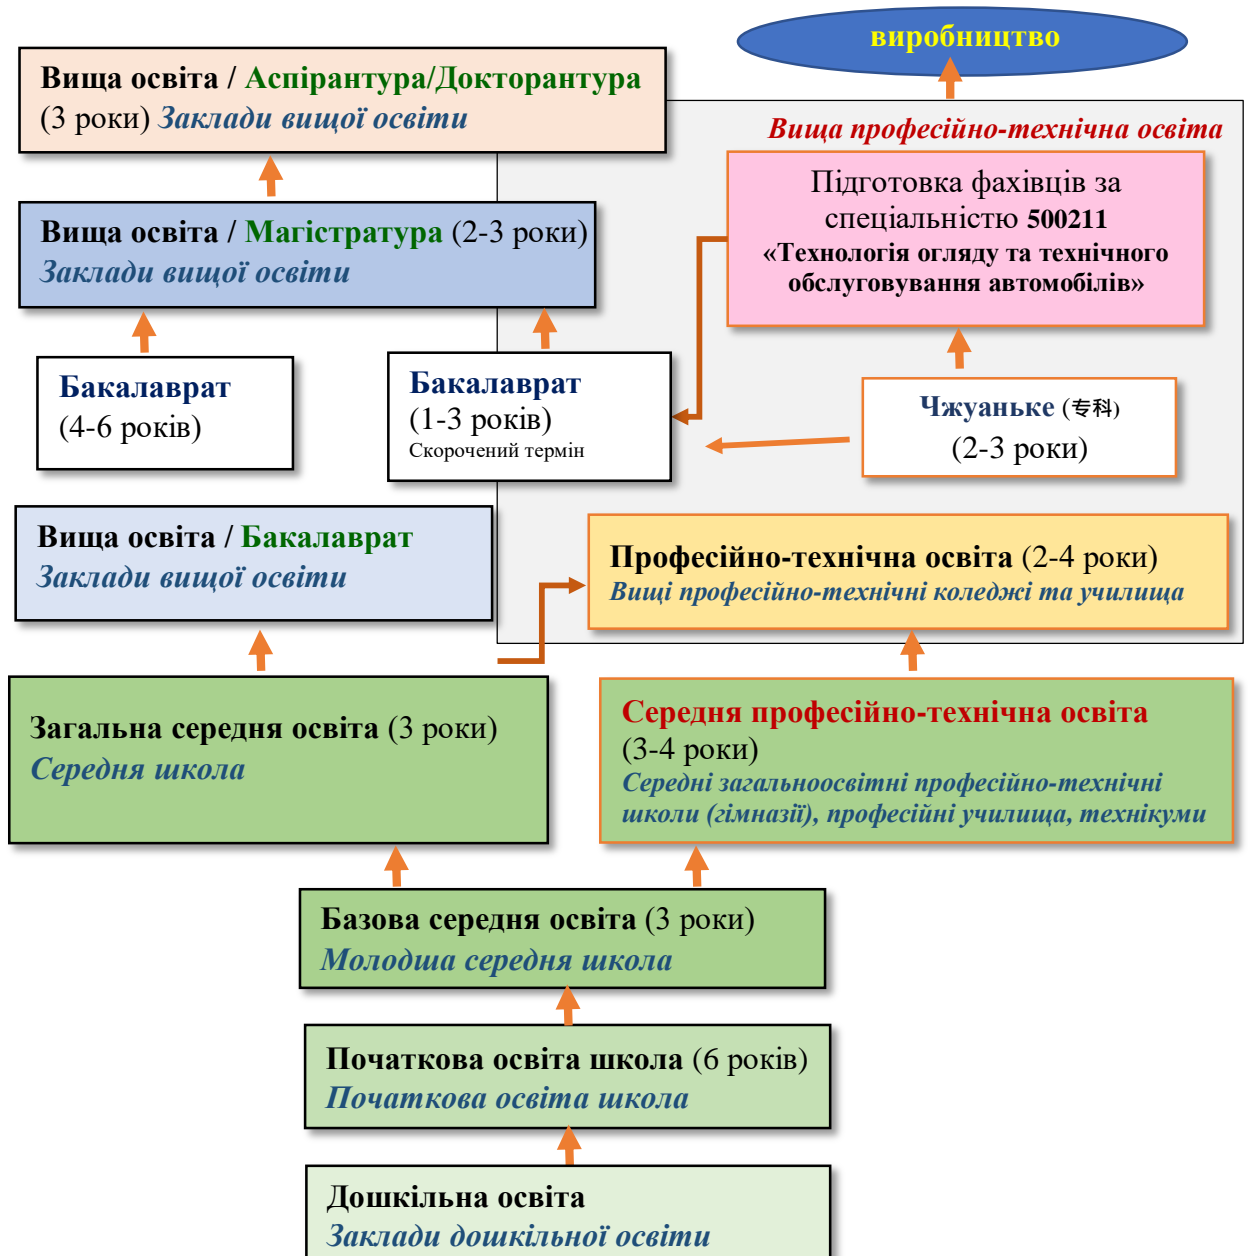 виробництво
Вища освіта / Аспірантура/Докторантура
(3 роки) Заклади вищої освіти
Вища професійно-технічна освіта
Підготовка фахівців за
спеціальністю 500211
«Технологія огляду та технічного
обслуговування автомобілів»
Вища освіта / Магістратура (2-3 роки)
Заклади вищої освіти
Бакалаврат
(4-6 років)
Бакалаврат
(1-3 років)
Скорочений термін
Чжуаньке (专科)
(2-3 роки)
Вища освіта / Бакалаврат
Заклади вищої освіти
Професійно-технічна освіта (2-4 роки)
Вищі професійно-технічні коледжі та училища
Загальна середня освіта (3 роки)
Середня школа
Середня професійно-технічна освіта
(3-4 роки)
Середні загальноосвітні професійно-технічні
школи (гімназії), професійні училища, технікуми
Базова середня освіта (3 роки)
Молодша середня школа
Початкова освіта школа (6 років)
Початкова освіта школа
Дошкільна освіта
Заклади дошкільної освіти